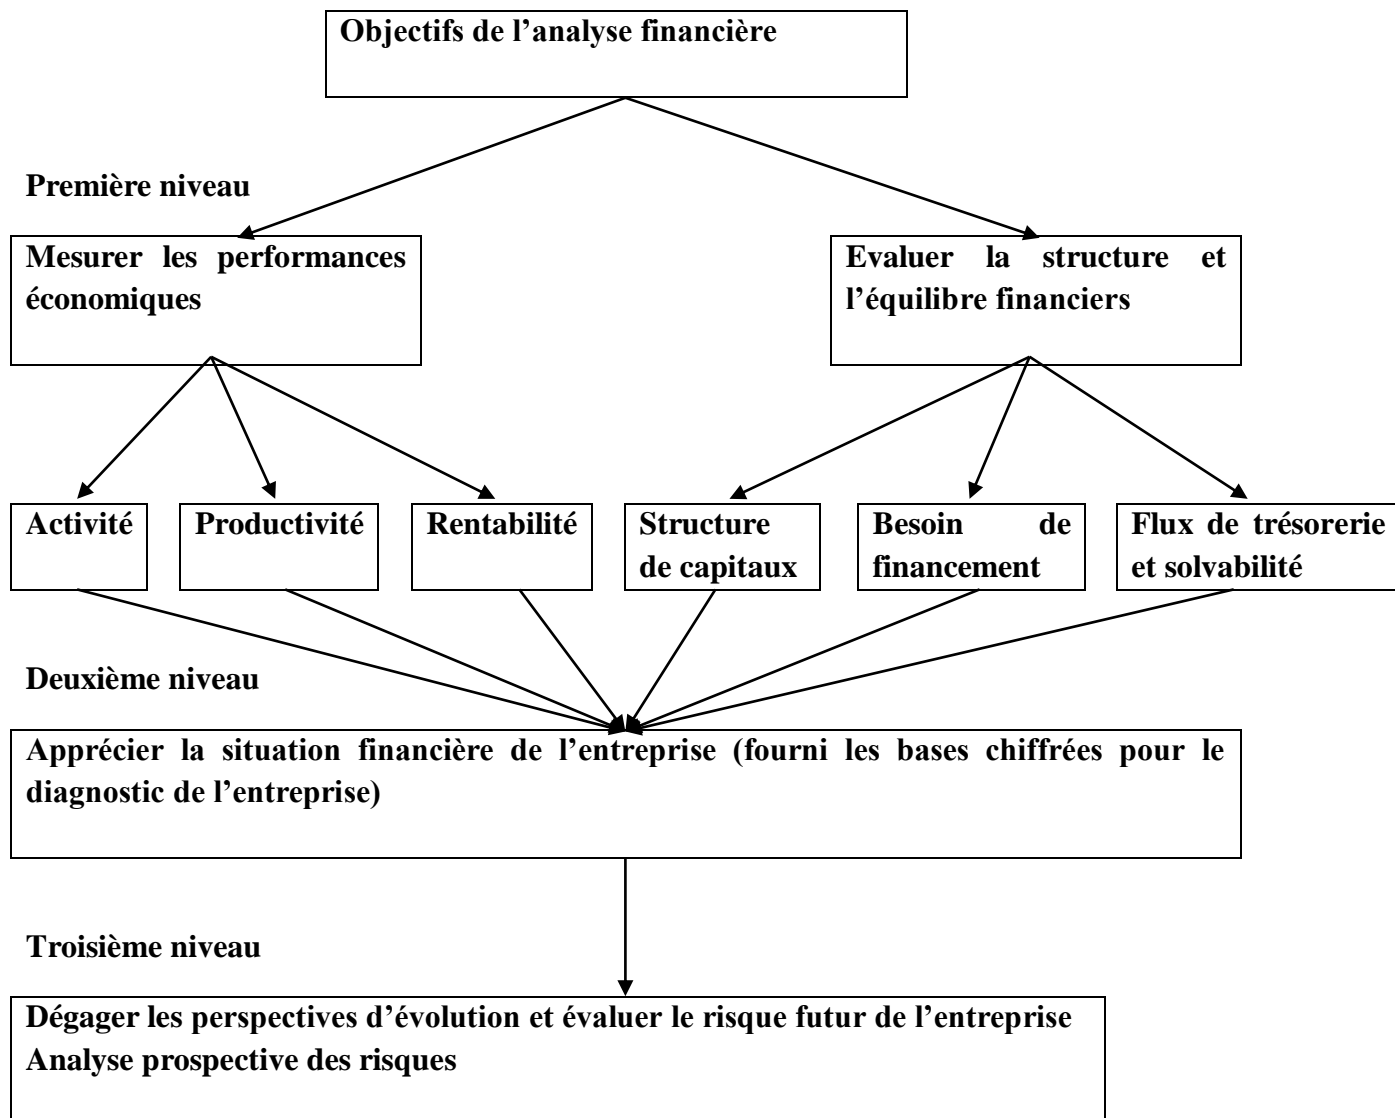 Objectifs de l’analyse financière
Première niveau
Mesurer les performances
économiques
Evaluer la structure et
l’équilibre financiers
Activité
Productivité
Rentabilité
Structure
de capitaux
Besoin de
financement
Flux de trésorerie
et solvabilité
Deuxième niveau
Apprécier la situation financière de l’entreprise (fourni les bases chiffrées pour le
diagnostic de l’entreprise)
Troisième niveau
Dégager les perspectives d’évolution et évaluer le risque futur de l’entreprise
Analyse prospective des risques